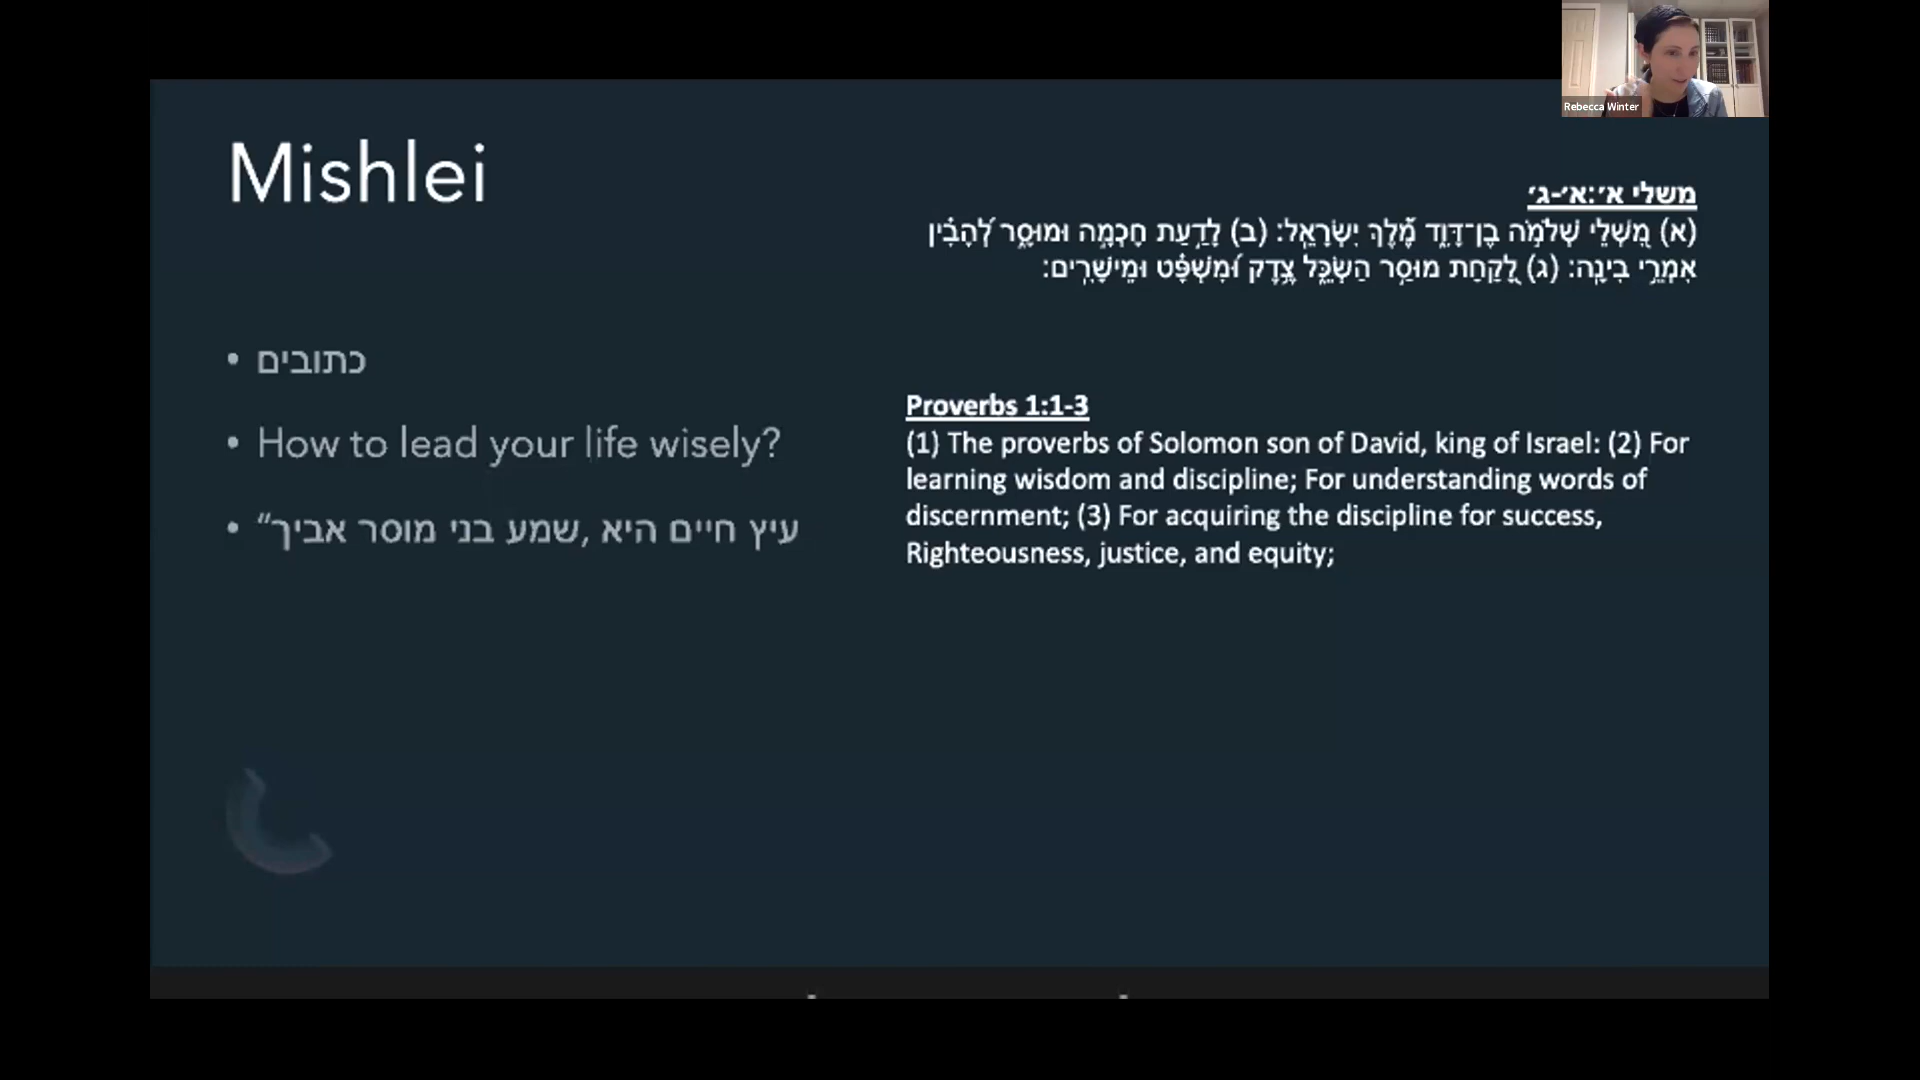 Rebecca Winter
Mishlei
משלי א׳:א׳-ג׳
(א) מִ֭שְׁלֵי שְׁלֹמֹ֣ה בֶן־דָּוִ֑ד מֶ֝֗לֶךְ יִשְׂרָאֵֽל׃ (ב) לָדַ֣עַת חׇכְמָ֣ה וּמוּסָ֑ר לְ֝הָבִ֗ין
אִמְרֵ֥י בִינָֽה׃ (ג) לָ֭קַחַת מוּסַ֣ר הַשְׂכֵּ֑ל צֶ֥דֶק וּ֝מִשְׁפָּ֗ט וּמֵישָׁרִֽים׃
• כתובים
• How to lead your life wisely?
• “עיץ חיים היא ,שמע בני מוסר אביך
Proverbs 1:1-3
(1) The proverbs of Solomon son of David, king of Israel: (2) For
learning wisdom and discipline; For understanding words of
discernment; (3) For acquiring the discipline for success,
Righteousness, justice, and equity;